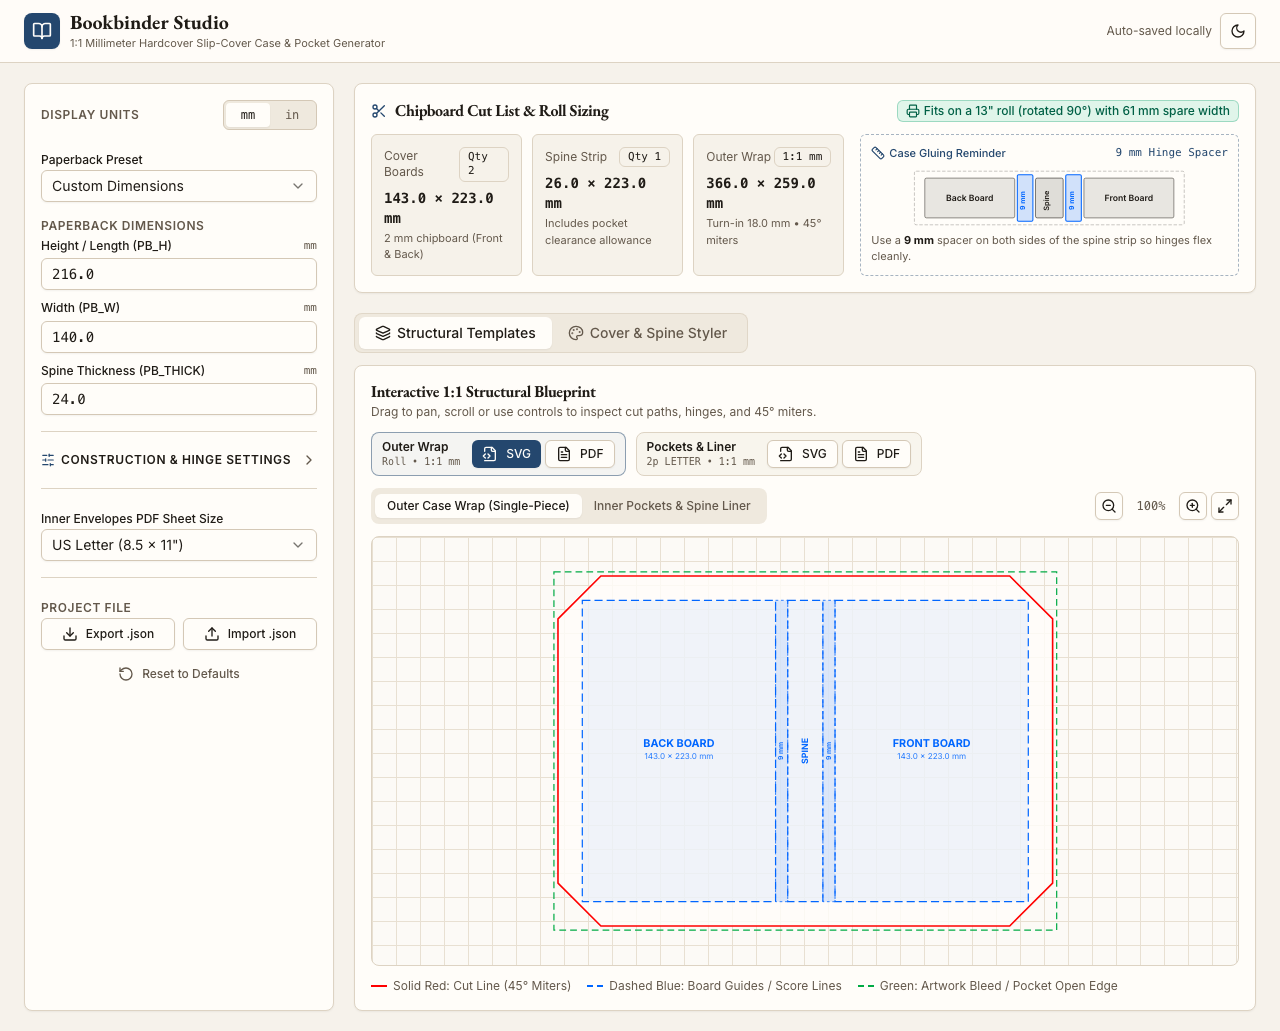 Bookbinder Studio
1:1 Millimeter Hardcover Slip-Cover Case & Pocket Generator
Auto-saved locally
DISPLAY UNITS
mm in
Paperback Preset
Custom Dimensions
PAPERBACK DIMENSIONS
Height / Length (PB_H) mm
216.0
Width (PB_W) mm
140.0
Spine Thickness (PB_THICK) mm
24.0
CONSTRUCTION & HINGE SETTINGS
Inner Envelopes PDF Sheet Size
US Letter (8.5 × 11")
PROJECT FILE
Export .json Import .json
Reset to Defaults
Chipboard Cut List & Roll Sizing
Fits on a 13" roll (rotated 90°) with 61 mm spare width
Cover
Boards
Qty
2
143.0 × 223.0
mm
2 mm chipboard (Front
& Back)
Spine Strip Qty 1
26.0 × 223.0
mm
Includes pocket
clearance allowance
Outer Wrap 1:1 mm
366.0 × 259.0
mm
Turn-in 18.0 mm • 45°
miters
Case Gluing Reminder 9 mm Hinge Spacer
Back Board 9 mm Spine 9 mm Front Board
Use a 9 mm spacer on both sides of the spine strip so hinges flex
cleanly.
Structural Templates Cover & Spine Styler
Interactive 1:1 Structural Blueprint
Drag to pan, scroll or use controls to inspect cut paths, hinges, and 45° miters.
Outer Wrap
Roll • 1:1 mm
SVG PDF
Pockets & Liner
2p LETTER • 1:1 mm
SVG PDF
Outer Case Wrap (Single-Piece) Inner Pockets & Spine Liner
100%
BACK BOARD
143.0 × 223.0 mm
9 mm
SPINE
9 mm
FRONT BOARD
143.0 × 223.0 mm
Solid Red: Cut Line (45° Miters) Dashed Blue: Board Guides / Score Lines Green: Artwork Bleed / Pocket Open Edge